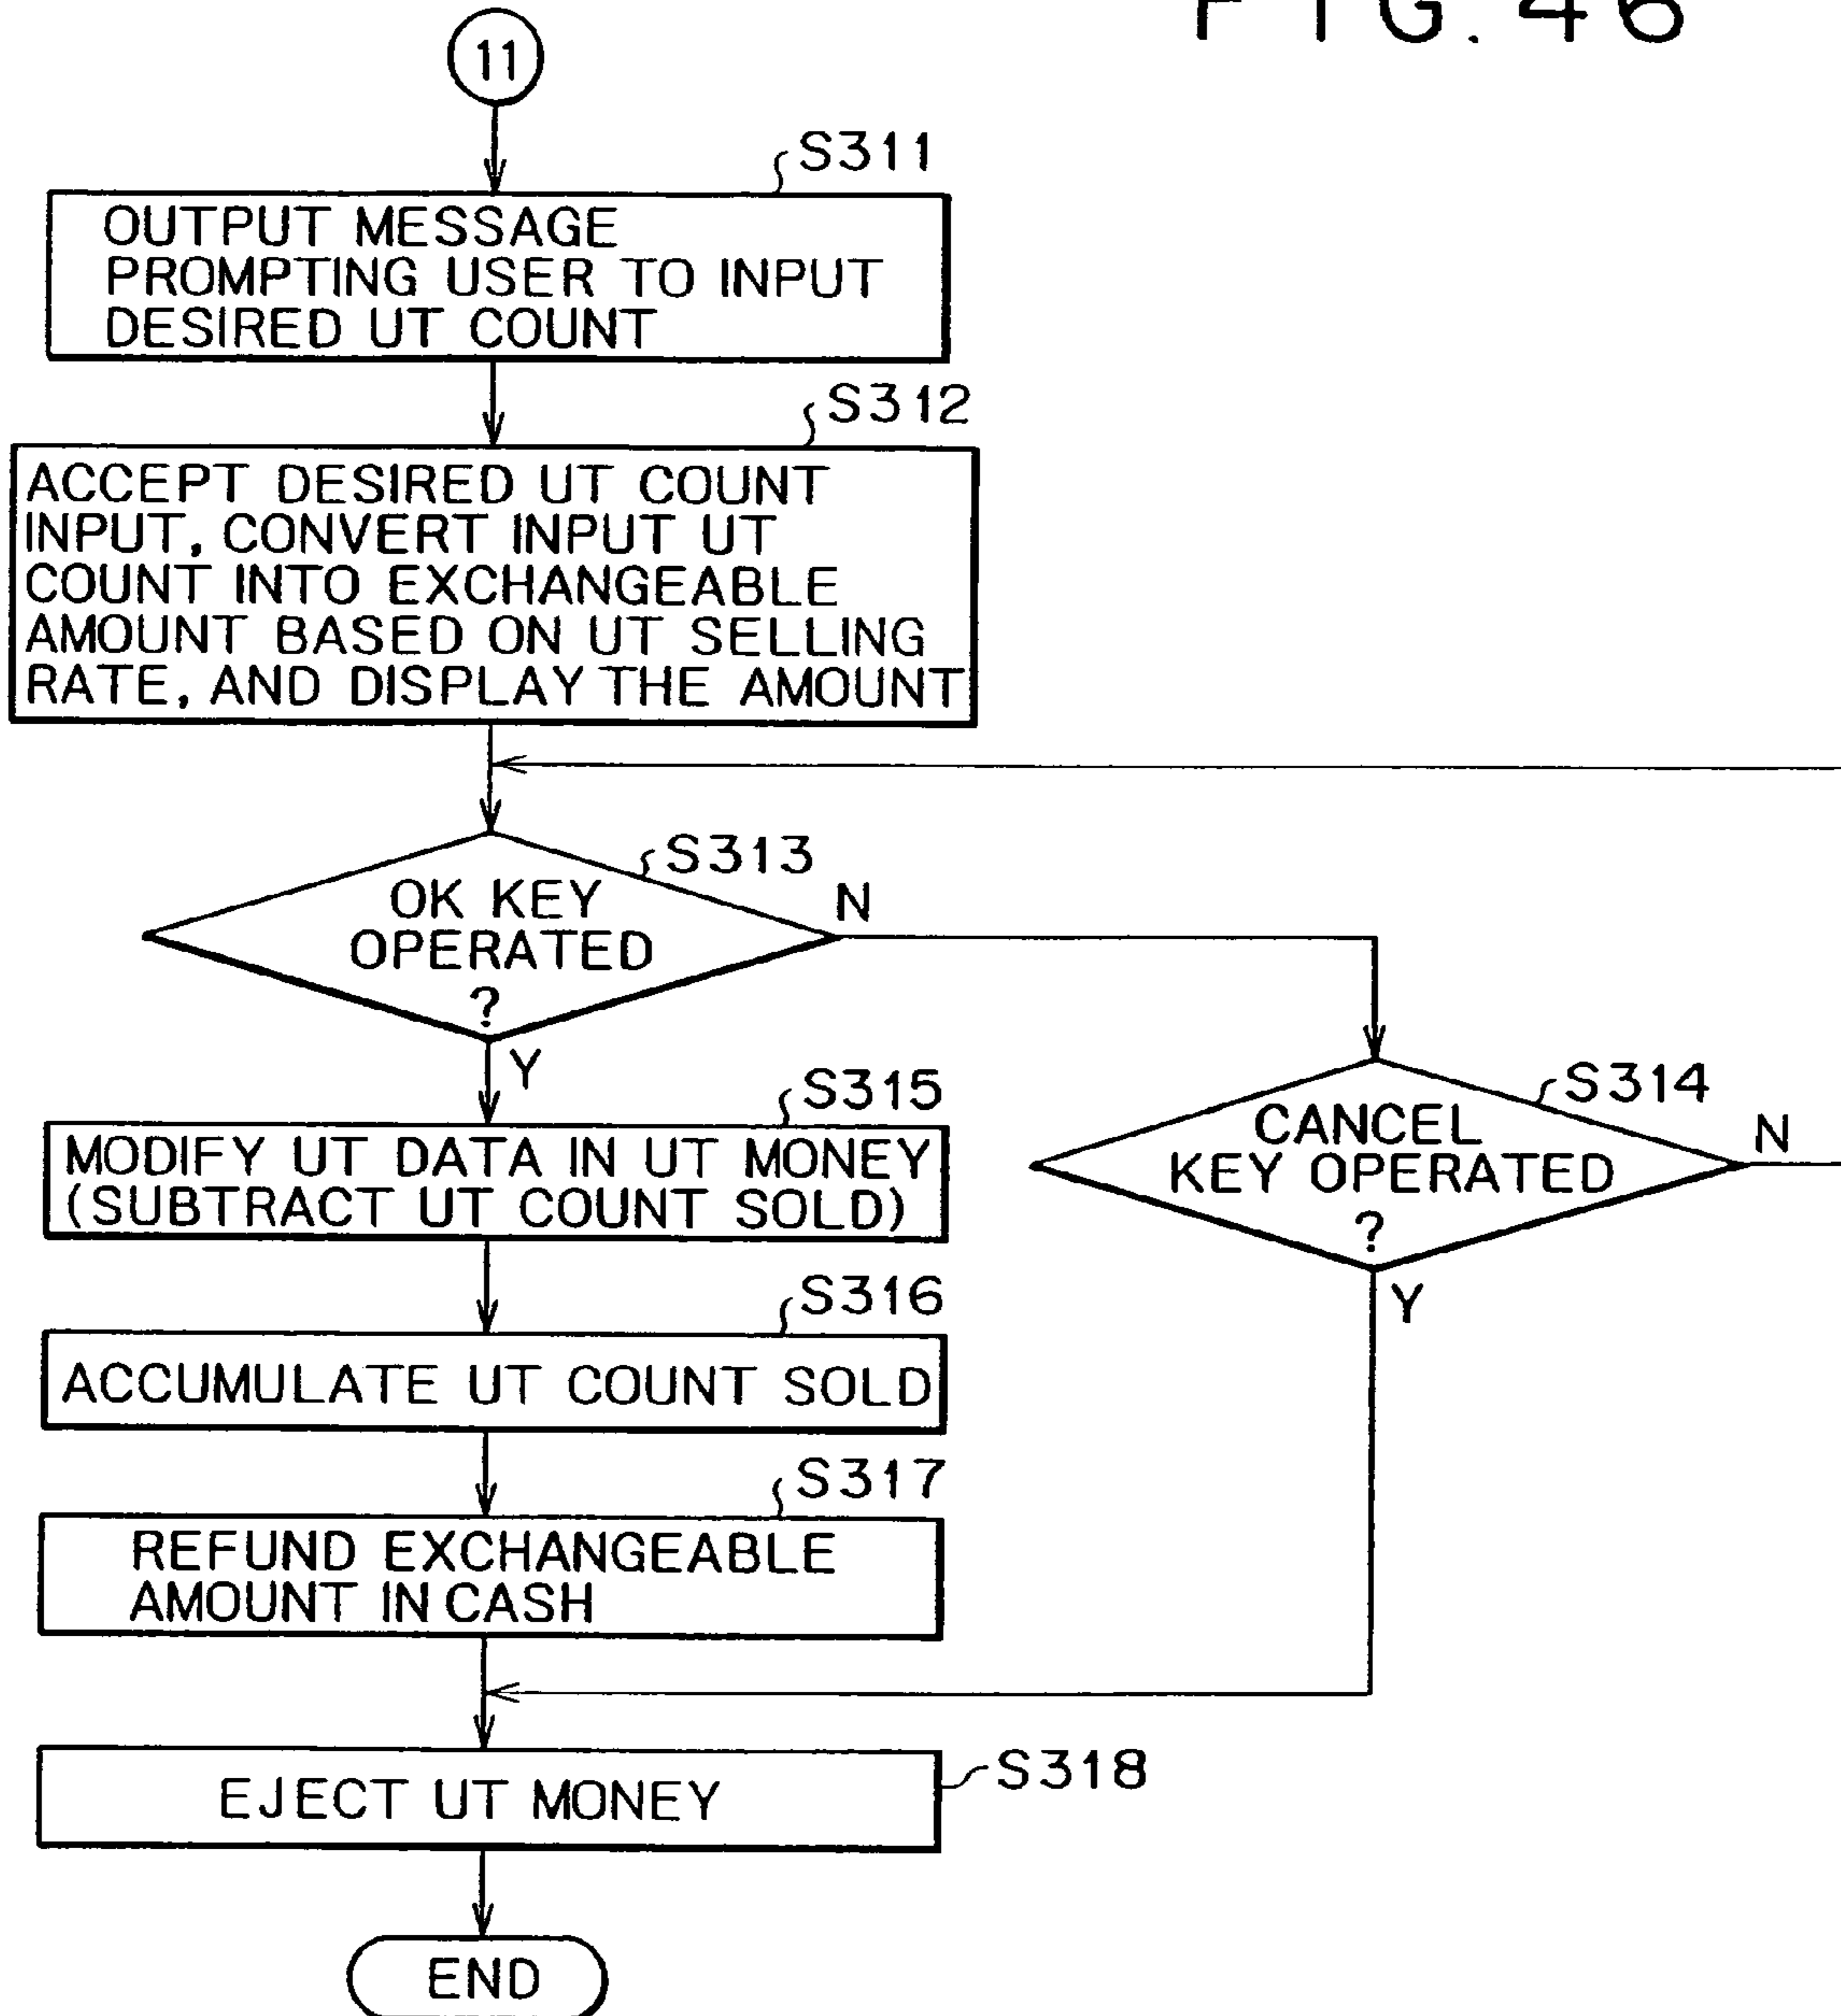 FIG. 46
11
S311
OUTPUT MESSAGE
PROMPTING USER TO INPUT
DESIRED UT COUNT
S312
ACCEPT DESIRED UT COUNT
INPUT, CONVERT INPUT UT
COUNT INTO EXCHANGEABLE
AMOUNT BASED ON UT SELLING
RATE, AND DISPLAY THE AMOUNT
S313
OK KEY
OPERATED
?
N
Y
S314
CANCEL
KEY OPERATED
?
N
Y
S315
MODIFY UT DATA IN UT MONEY
(SUBTRACT UT COUNT SOLD)
S316
ACCUMULATE UT COUNT SOLD
S317
REFUND EXCHANGEABLE
AMOUNT IN CASH
S318
EJECT UT MONEY
END